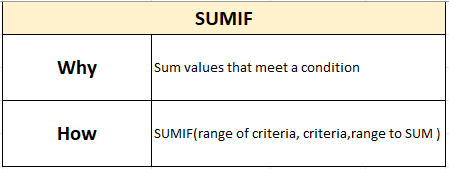 SUMIF
Why
Sum values that meet a condition
How
SUMIF(range of criteria, criteria,range to SUM )